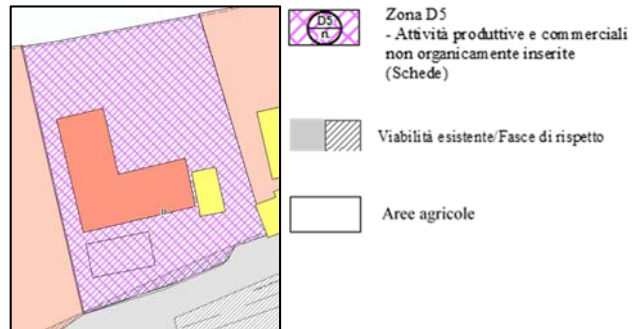 D5
n.
Zona D5
- Attività produttive e commerciali
non organicamente inserite
(Schede)
Viabilità esistente/Fasce di rispetto
Aree agricole